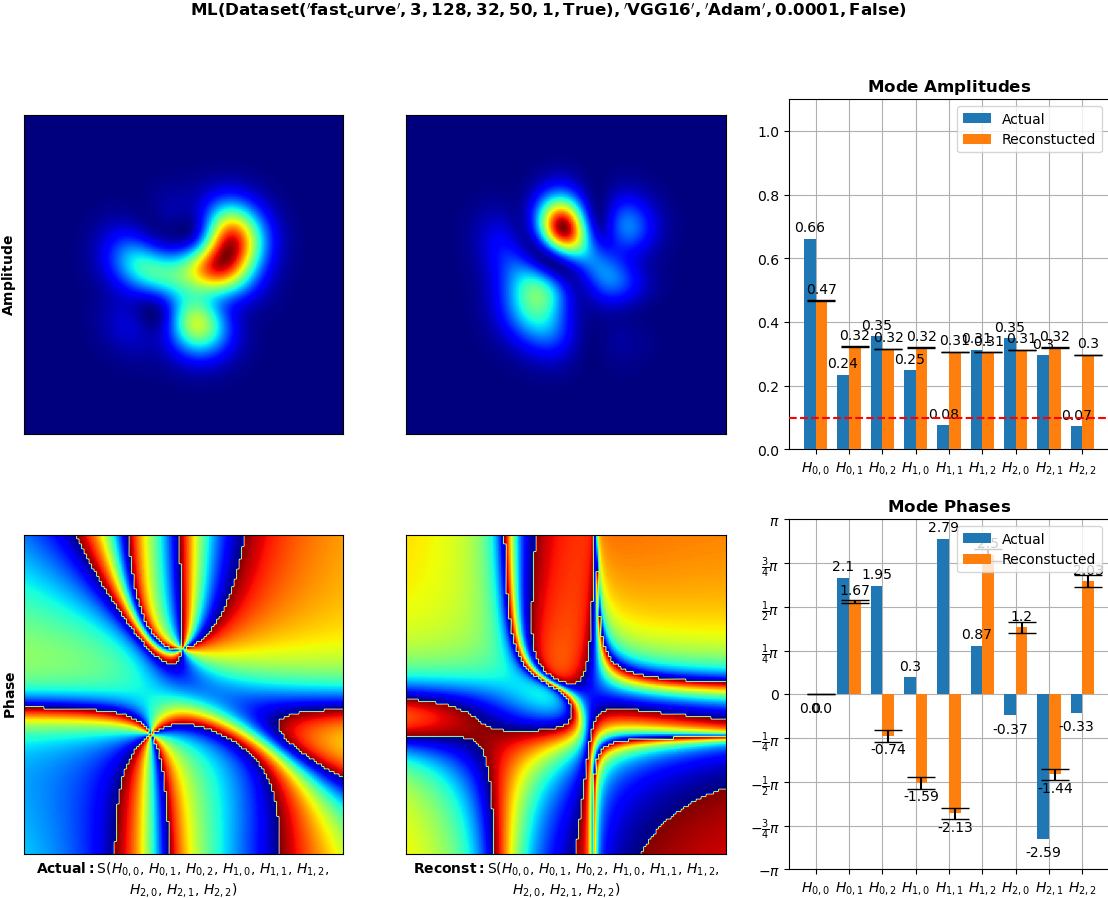 ML(Dataset('fast_curve', 3, 128, 32, 50, 1, True), 'VGG16', 'Adam', 0.0001, False)
Amplitude
Mode Amplitudes
Actual
Reconstucted
1.0
0.8
0.6
0.4
0.2
0.0
0.66
0.47
0.24
0.32
0.35
0.32
0.25
0.32
0.08
0.31
0.31
0.31
0.35
0.31
0.3
0.32
0.07
0.3
H0,0 H0,1 H0,2 H1,0 H1,1 H1,2 H2,0 H2,1 H2,2
Phase
Mode Phases
Actual
Reconstucted
π
3/4π
1/2π
1/4π
0
−1/4π
−1/2π
−3/4π
−π
0.0
0.0
2.1
1.67
1.95
-0.74
0.3
-1.59
2.79
-2.13
0.87
2.5
-0.37
1.2
-2.59
-1.44
-0.33
2.03
H0,0 H0,1 H0,2 H1,0 H1,1 H1,2 H2,0 H2,1 H2,2
Actual: S(H0,0, H0,1, H0,2, H1,0, H1,1, H1,2,
H2,0, H2,1, H2,2)
Reconst: S(H0,0, H0,1, H0,2, H1,0, H1,1, H1,2,
H2,0, H2,1, H2,2)